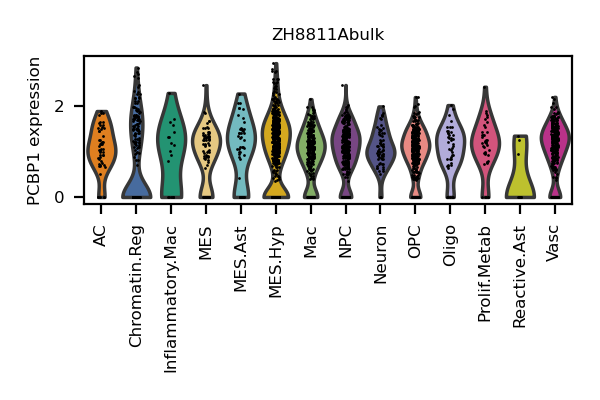 ZH8811Abulk
PCBP1 expression
2
0
AC
Chromatin.Reg
Inflammatory.Mac
MES
MES.Ast
MES.Hyp
Mac
NPC
Neuron
OPC
Oligo
Prolif.Metab
Reactive.Ast
Vasc